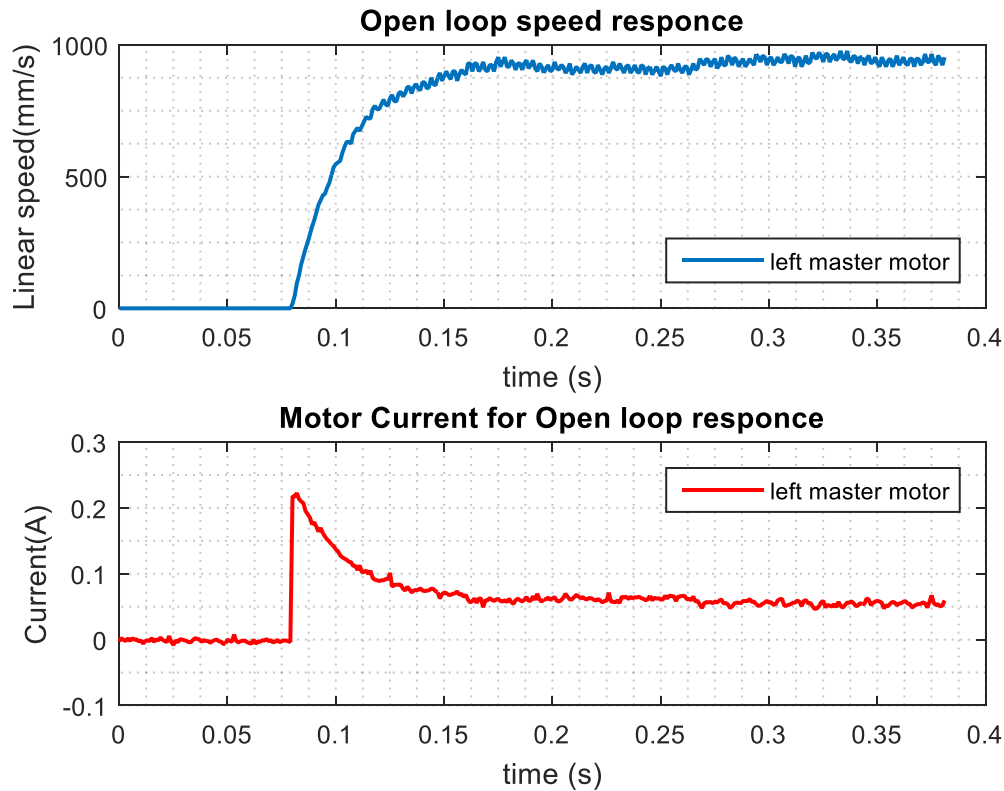 Open loop speed responce
Linear speed(mm/s)
1000
500
0
left master motor
0 0.05 0.1 0.15 0.2 0.25 0.3 0.35 0.4
time (s)
Motor Current for Open loop responce
Current(A)
0.3
0.2
0.1
0
-0.1
left master motor
0 0.05 0.1 0.15 0.2 0.25 0.3 0.35 0.4
time (s)